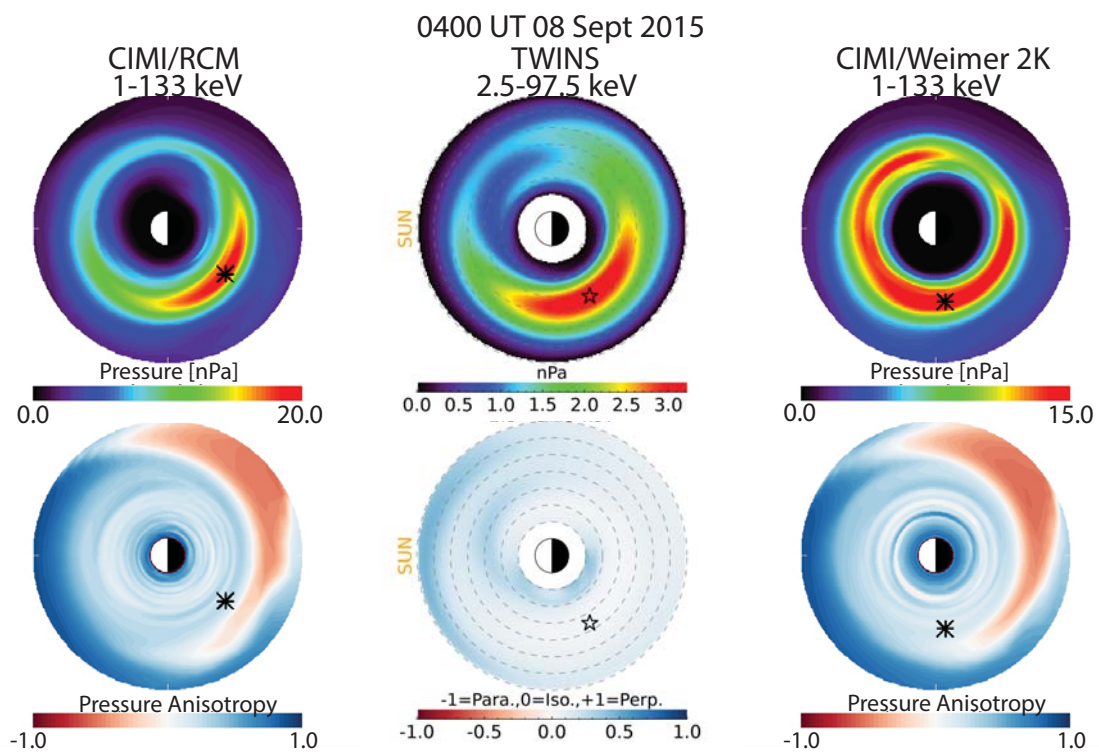 0400 UT 08 Sept 2015
CIMI/RCM
1-133 keV
TWINS
2.5-97.5 keV
CIMI/Weimer 2K
1-133 keV
SUN
Pressure [nPa]
0.0 20.0
nPa
0.0 0.5 1.0 1.5 2.0 2.5 3.0
Pressure [nPa]
0.0 15.0
SUN
Pressure Anisotropy
-1.0 1.0
-1=Para.,0=Iso.,+1=Perp.
-1.0 -0.5 0.0 0.5 1.0
Pressure Anisotropy
-1.0 1.0